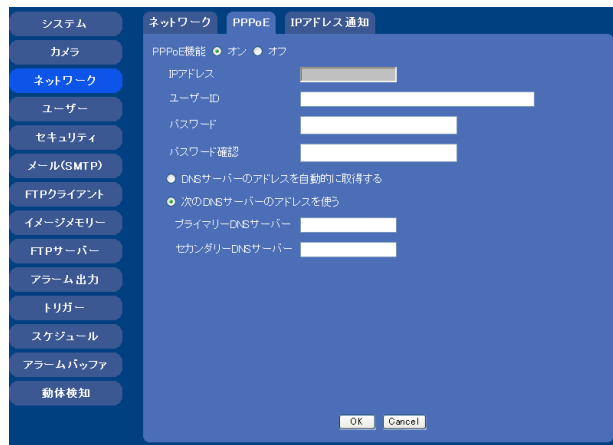 システム
カメラ
ネットワーク
ユーザー
セキュリティ
メール(SMTP)
FTPクライアント
イメージメモリー
FTPサーバー
アラーム出力
トリガー
スケジュール
アラームバッファ
動体検知
ネットワーク PPPoE IPアドレス通知
PPPoE機能 オン オフ
IPアドレス
ユーザーID
パスワード
パスワード確認
DNSサーバーのアドレスを自動的に取得する
次のDNSサーバーのアドレスを使う
プライマリーDNSサーバー
セカンダリーDNSサーバー
OK Cancel